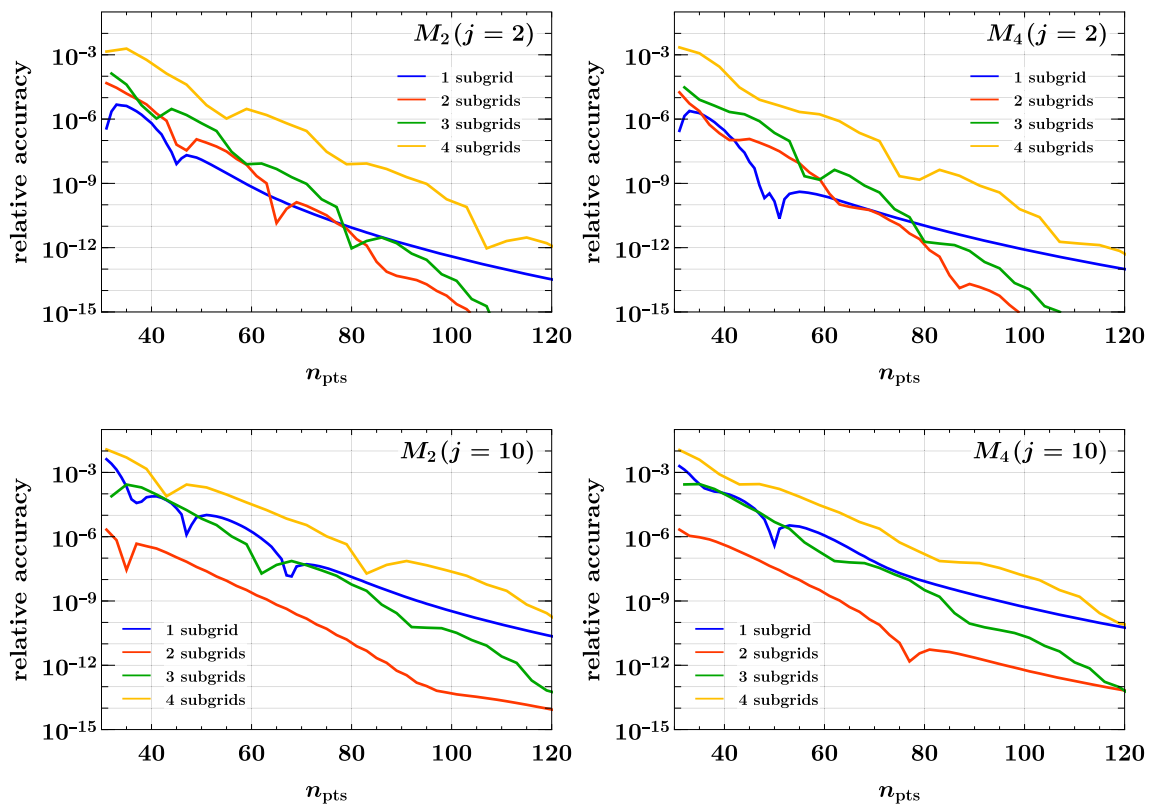 M₂(j = 2)
relative accuracy
10⁻³
10⁻⁶
10⁻⁹
10⁻¹²
10⁻¹⁵
1 subgrid
2 subgrids
3 subgrids
4 subgrids
40 60 80 100 120
n_pts
M₄(j = 2)
relative accuracy
10⁻³
10⁻⁶
10⁻⁹
10⁻¹²
10⁻¹⁵
1 subgrid
2 subgrids
3 subgrids
4 subgrids
40 60 80 100 120
n_pts
M₂(j = 10)
relative accuracy
10⁻³
10⁻⁶
10⁻⁹
10⁻¹²
10⁻¹⁵
1 subgrid
2 subgrids
3 subgrids
4 subgrids
40 60 80 100 120
n_pts
M₄(j = 10)
relative accuracy
10⁻³
10⁻⁶
10⁻⁹
10⁻¹²
10⁻¹⁵
1 subgrid
2 subgrids
3 subgrids
4 subgrids
40 60 80 100 120
n_pts